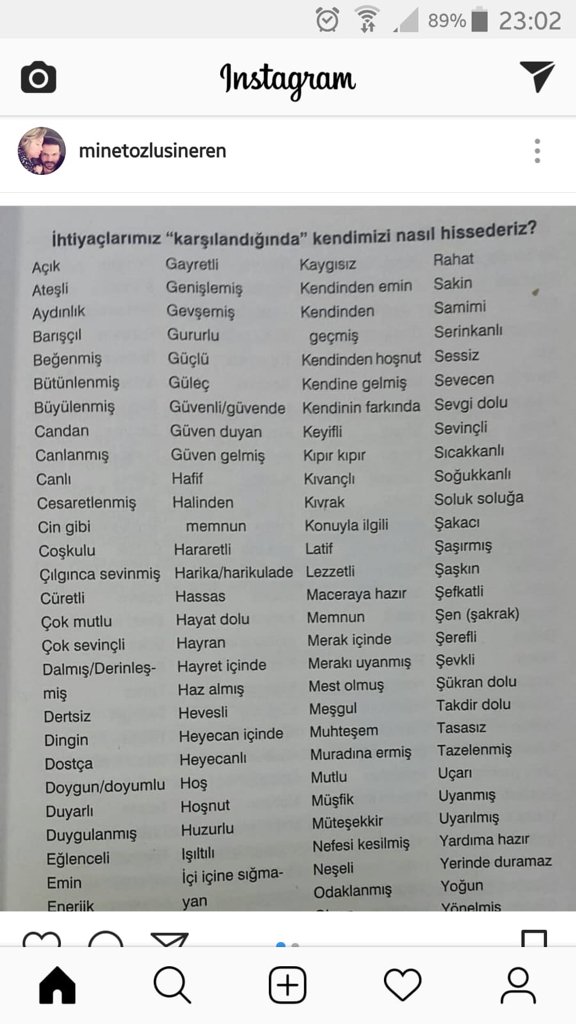 89% 23:02
Instagram
minetozlusineren
İhtiyaçlarımız “karşılandığında” kendimizi nasıl hissederiz?
Açık
Ateşli
Aydınlık
Barışçıl
Beğenmiş
Bütünlenmiş
Büyülenmiş
Candan
Canlanmış
Canlı
Cesaretlenmiş
Cin gibi
Coşkulu
Çılgınca sevinmiş
Cüretli
Çok mutlu
Çok sevinçli
Dalmış/Derinleş-
miş
Dertsiz
Dingin
Dostça
Doygun/doyumlu
Duyarlı
Duygulanmış
Eğlenceli
Emin
Enerjik
Gayretli
Genişlemiş
Gevşemiş
Gururlu
Güçlü
Güleç
Güvenli/güvende
Güven duyan
Güven gelmiş
Hafif
Halinden
memnun
Hararetli
Harika/harikulade
Hassas
Hayat dolu
Hayran
Hayret içinde
Haz almış
Hevesli
Heyecan içinde
Heyecanlı
Hoş
Hoşnut
Huzurlu
Işıltılı
İçi içine sığma-
yan
Kaygısız
Kendinden emin
Kendinden
geçmiş
Kendinden hoşnut
Kendine gelmiş
Kendinin farkında
Keyifli
Kıpır kıpır
Kıvançlı
Kıvrak
Konuyla ilgili
Latif
Lezzetli
Maceraya hazır
Memnun
Merak içinde
Merakı uyanmış
Mest olmuş
Meşgul
Muhteşem
Muradına ermiş
Mutlu
Müşfik
Müteşekkir
Nefesi kesilmiş
Neşeli
Odaklanmış
Rahat
Sakin
Samimi
Serinkanlı
Sessiz
Sevecen
Sevgi dolu
Sevinçli
Sıcakkanlı
Soğukkanlı
Soluk soluğa
Şakacı
Şaşırmış
Şaşkın
Şefkatli
Şen (şakrak)
Şerefli
Şevkli
Şükran dolu
Takdir dolu
Tasasız
Tazelenmiş
Uçarı
Uyanmış
Uyarılmış
Yardıma hazır
Yerinde duramaz
Yoğun
Yönelmiş